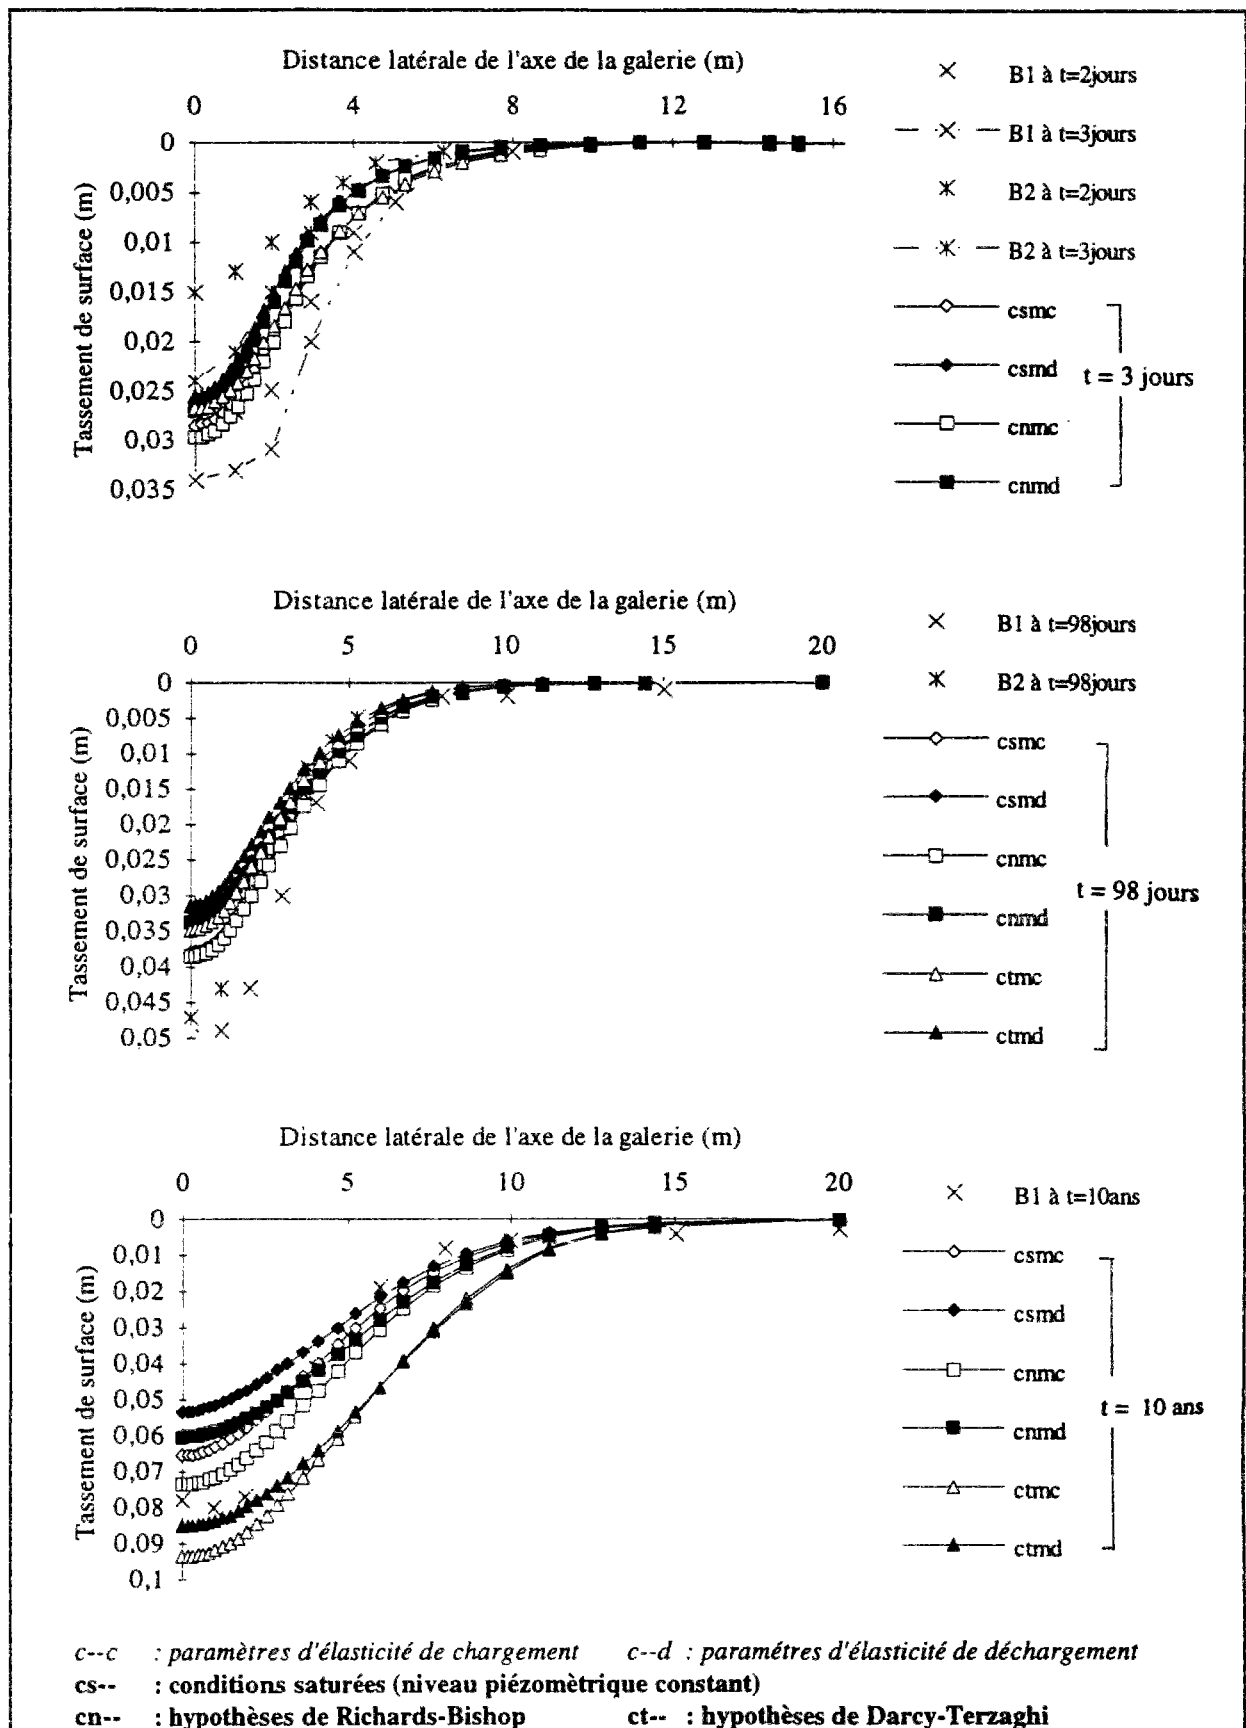 Distance latérale de l'axe de la galerie (m)
0 4 8 12 16
Tassement de surface (m)
0
0,005
0,01
0,015
0,02
0,025
0,03
0,035
B1 à t=2jours
B1 à t=3jours
B2 à t=2jours
B2 à t=3jours
csmc
csmd
cnmc
cnmd
t = 3 jours
Distance latérale de l'axe de la galerie (m)
0 5 10 15 20
Tassement de surface (m)
0
0,005
0,01
0,015
0,02
0,025
0,03
0,035
0,04
0,045
0,05
B1 à t=98jours
B2 à t=98jours
csmc
csmd
cnmc
cnmd
ctmc
ctmd
t = 98 jours
Distance latérale de l'axe de la galerie (m)
0 5 10 15 20
Tassement de surface (m)
0
0,01
0,02
0,03
0,04
0,05
0,06
0,07
0,08
0,09
0,1
B1 à t=10ans
csmc
csmd
cnmc
cnmd
ctmc
ctmd
t = 10 ans
c--c : paramètres d'élasticité de chargement c--d : paramétres d'élasticité de déchargement
cs-- : conditions saturées (niveau piézomètrique constant)
cn-- : hypothèses de Richards-Bishop ct-- : hypothèses de Darcy-Terzaghi